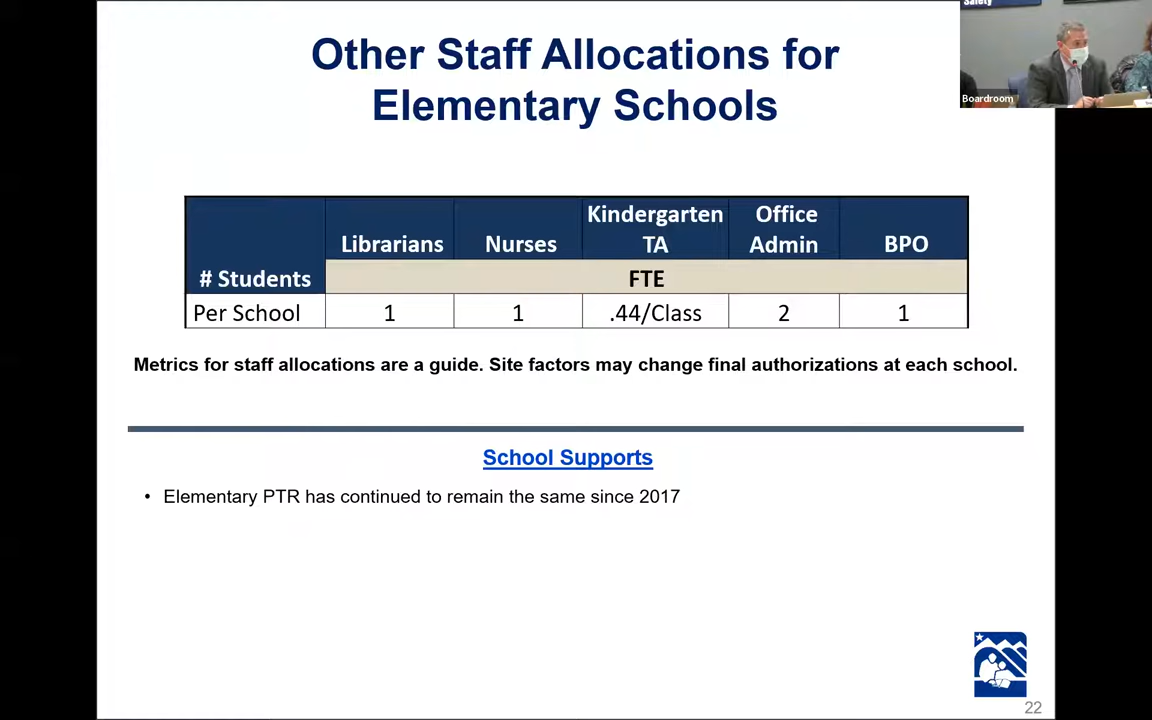 Safety
Boardroom
Other Staff Allocations for
Elementary Schools
# Students Librarians Nurses Kindergarten TA Office Admin BPO
FTE
Per School 1 1 .44/Class 2 1
Metrics for staff allocations are a guide. Site factors may change final authorizations at each school.
School Supports
• Elementary PTR has continued to remain the same since 2017
22